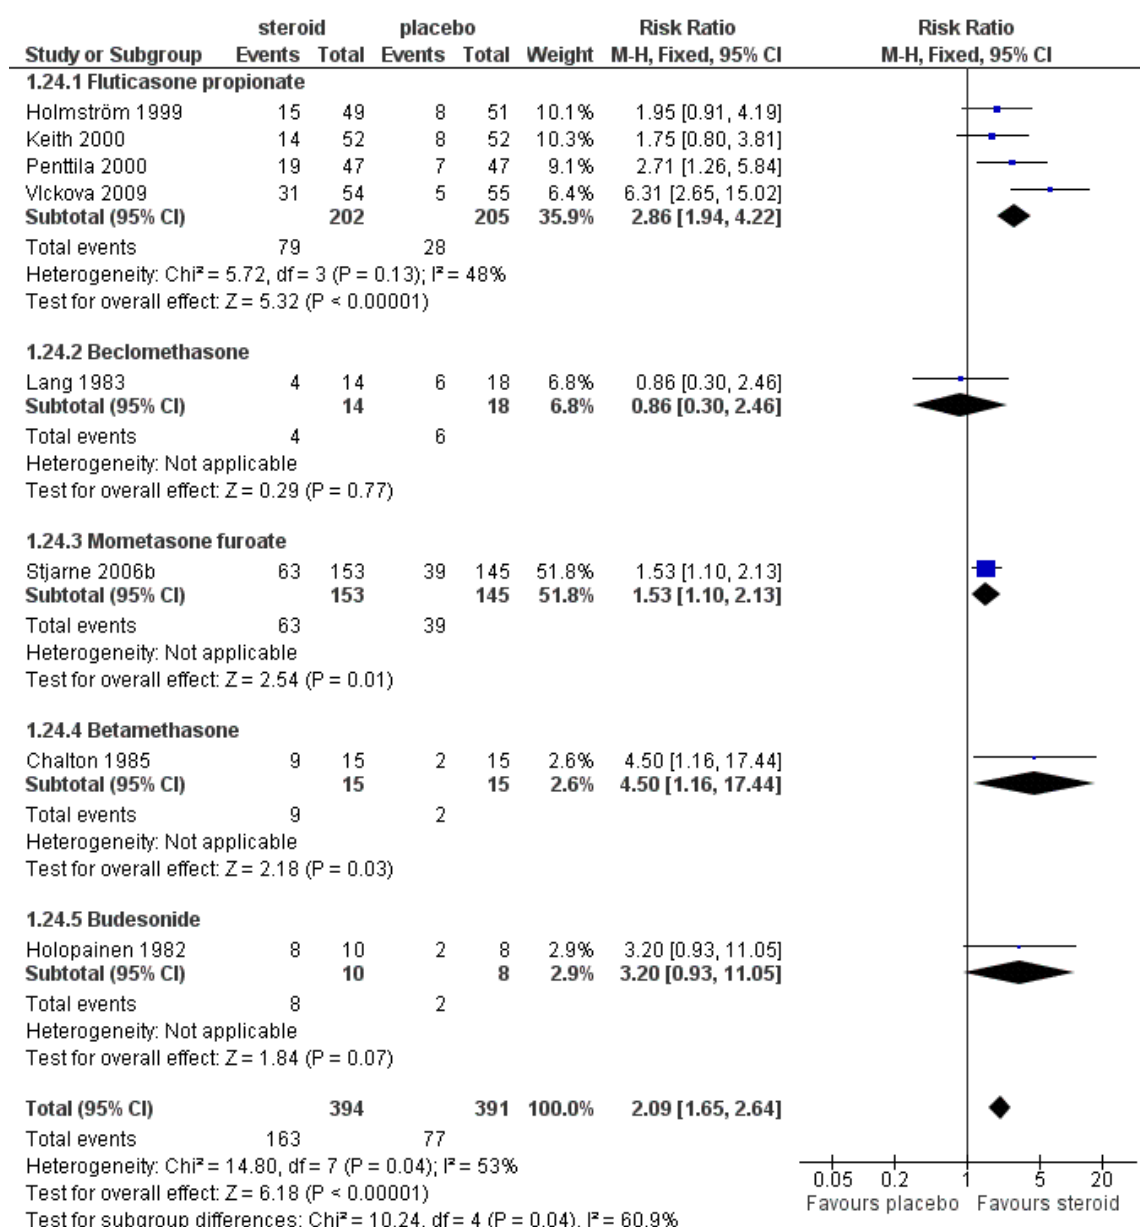 steroid placebo Risk Ratio Risk Ratio
Study or Subgroup Events Total Events Total Weight M-H, Fixed, 95% CI M-H, Fixed, 95% CI
1.24.1 Fluticasone propionate
Holmström 1999 15 49 8 51 10.1% 1.95 [0.91, 4.19]
Keith 2000 14 52 8 52 10.3% 1.75 [0.80, 3.81]
Penttila 2000 19 47 7 47 9.1% 2.71 [1.26, 5.84]
Vlckova 2009 31 54 5 55 6.4% 6.31 [2.65, 15.02]
Subtotal (95% CI) 202 205 35.9% 2.86 [1.94, 4.22]
Total events 79 28
Heterogeneity: Chi² = 5.72, df = 3 (P = 0.13); I² = 48%
Test for overall effect: Z = 5.32 (P < 0.00001)
1.24.2 Beclomethasone
Lang 1983 4 14 6 18 6.8% 0.86 [0.30, 2.46]
Subtotal (95% CI) 14 18 6.8% 0.86 [0.30, 2.46]
Total events 4 6
Heterogeneity: Not applicable
Test for overall effect: Z = 0.29 (P = 0.77)
1.24.3 Mometasone furoate
Stjarne 2006b 63 153 39 145 51.8% 1.53 [1.10, 2.13]
Subtotal (95% CI) 153 145 51.8% 1.53 [1.10, 2.13]
Total events 63 39
Heterogeneity: Not applicable
Test for overall effect: Z = 2.54 (P = 0.01)
1.24.4 Betamethasone
Chalton 1985 9 15 2 15 2.6% 4.50 [1.16, 17.44]
Subtotal (95% CI) 15 15 2.6% 4.50 [1.16, 17.44]
Total events 9 2
Heterogeneity: Not applicable
Test for overall effect: Z = 2.18 (P = 0.03)
1.24.5 Budesonide
Holopainen 1982 8 10 2 8 2.9% 3.20 [0.93, 11.05]
Subtotal (95% CI) 10 8 2.9% 3.20 [0.93, 11.05]
Total events 8 2
Heterogeneity: Not applicable
Test for overall effect: Z = 1.84 (P = 0.07)
Total (95% CI) 394 391 100.0% 2.09 [1.65, 2.64]
Total events 163 77
Heterogeneity: Chi² = 14.80, df = 7 (P = 0.04); I² = 53%
Test for overall effect: Z = 6.18 (P < 0.00001)
Test for subgroup differences: Chi² = 10.24, df = 4 (P = 0.04), I² = 60.9%
0.05 0.2 1 5 20
Favours placebo Favours steroid